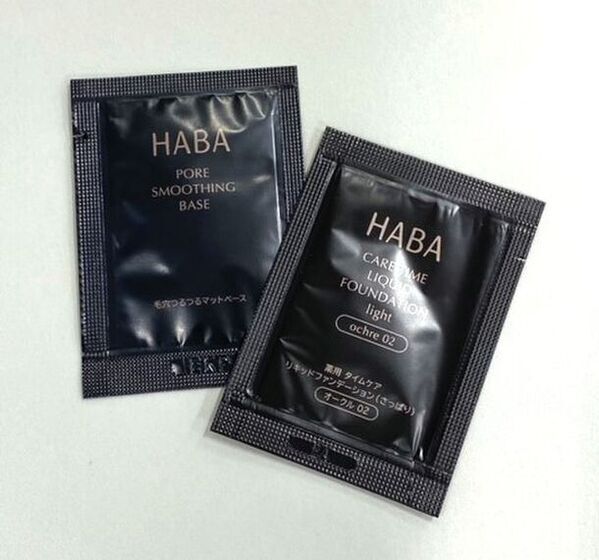 HABA
PORE
SMOOTHING
BASE
毛穴つるつるマットベース
HABA
CARE TIME
LIQUID
FOUNDATION
light
ochre 02
薬用 タイムケア
リキッドファンデーション(さっぱり)
オークル 02